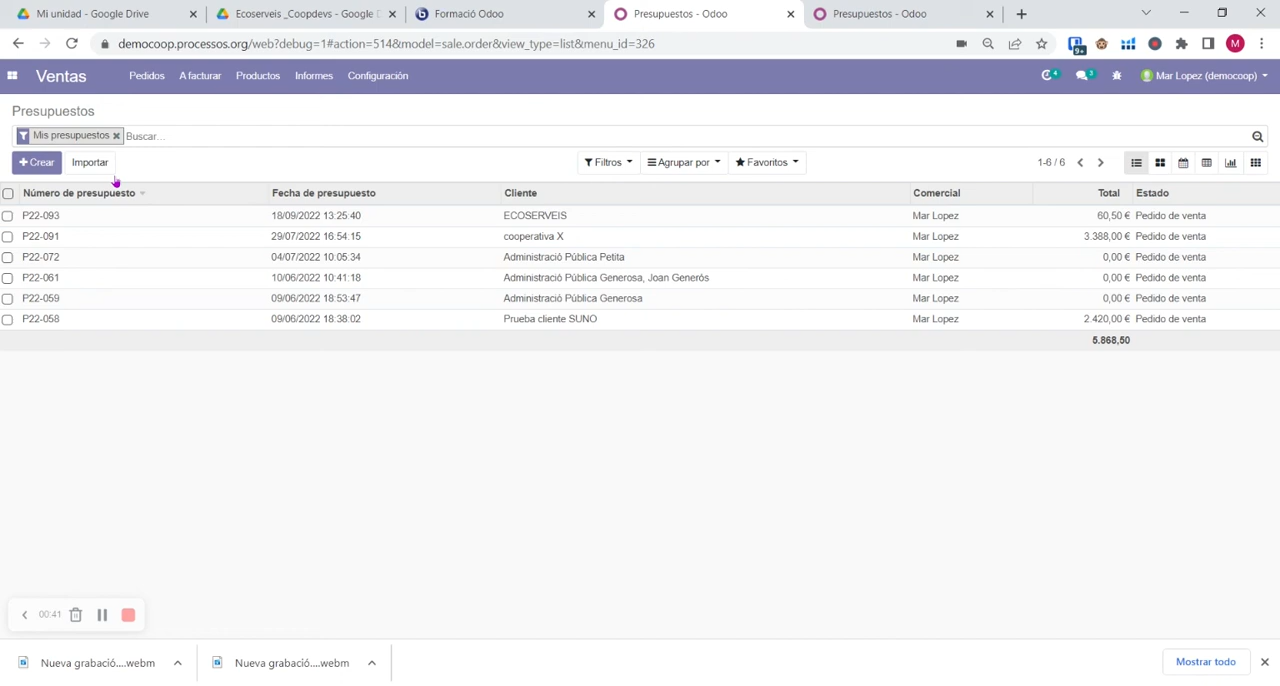 Mi unidad - Google Drive
Ecoserveis _Coopdevs - Google D
Formació Odoo
Presupuestos - Odoo
Presupuestos - Odoo
democoop.processos.org/web?debug=1#action=514&model=sale.order&view_type=list&menu_id=326
9+
M
Ventas
Pedidos
A facturar
Productos
Informes
Configuración
4
3
Mar Lopez (democoop)
Presupuestos
Mis presupuestos
Buscar...
+ Crear
Importar
Filtros
Agrupar por
Favoritos
1-6 / 6
Número de presupuesto Fecha de presupuesto Cliente Comercial Total Estado
P22-093 18/09/2022 13:25:40 ECOSERVEIS Mar Lopez 60,50 € Pedido de venta
P22-091 29/07/2022 16:54:15 cooperativa X Mar Lopez 3.388,00 € Pedido de venta
P22-072 04/07/2022 10:05:34 Administració Pública Petita Mar Lopez 0,00 € Pedido de venta
P22-061 10/06/2022 10:41:18 Administració Pública Generosa, Joan Generós Mar Lopez 0,00 € Pedido de venta
P22-059 09/06/2022 18:53:47 Administració Pública Generosa Mar Lopez 0,00 € Pedido de venta
P22-058 09/06/2022 18:38:02 Prueba cliente SUNO Mar Lopez 2.420,00 € Pedido de venta
5.868,50
00:41
Nueva grabació....webm
Nueva grabació....webm
Mostrar todo